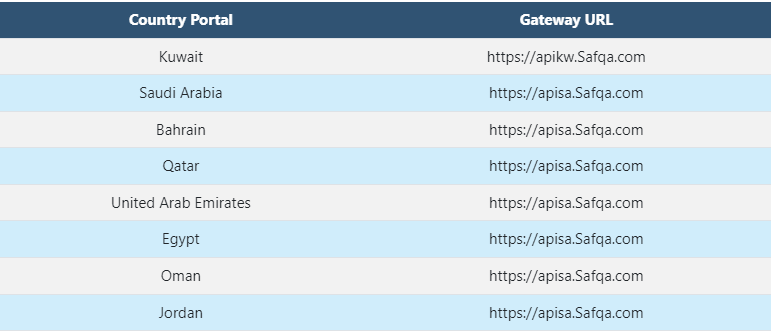 Country Portal Gateway URL
Kuwait https://apikw.Safqa.com
Saudi Arabia https://apisa.Safqa.com
Bahrain https://apisa.Safqa.com
Qatar https://apisa.Safqa.com
United Arab Emirates https://apisa.Safqa.com
Egypt https://apisa.Safqa.com
Oman https://apisa.Safqa.com
Jordan https://apisa.Safqa.com